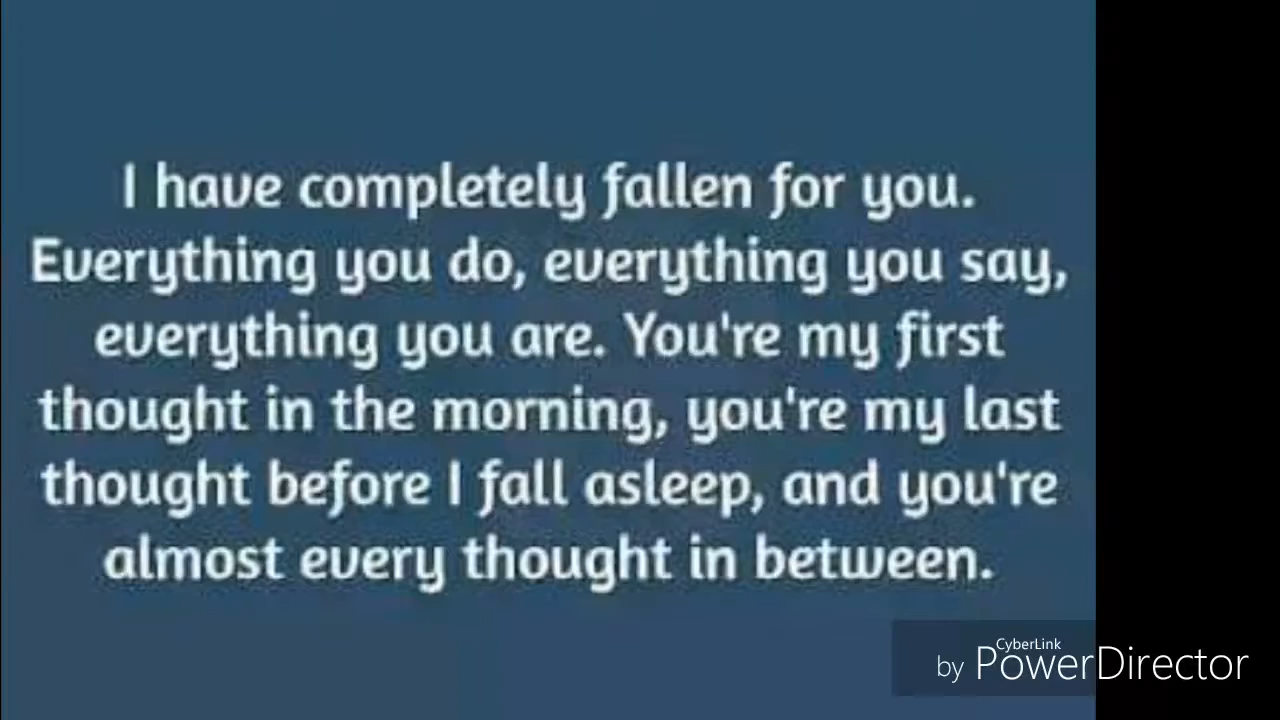 I have completely fallen for you.
Everything you do, everything you say,
everything you are. You're my first
thought in the morning, you're my last
thought before I fall asleep, and you're
almost every thought in between.
CyberLink
by PowerDirector